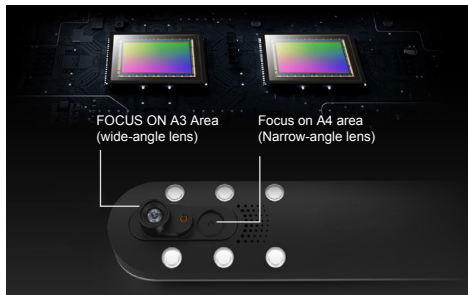 FOCUS ON A3 Area
(wide-angle lens)
Focus on A4 area
(Narrow-angle lens)